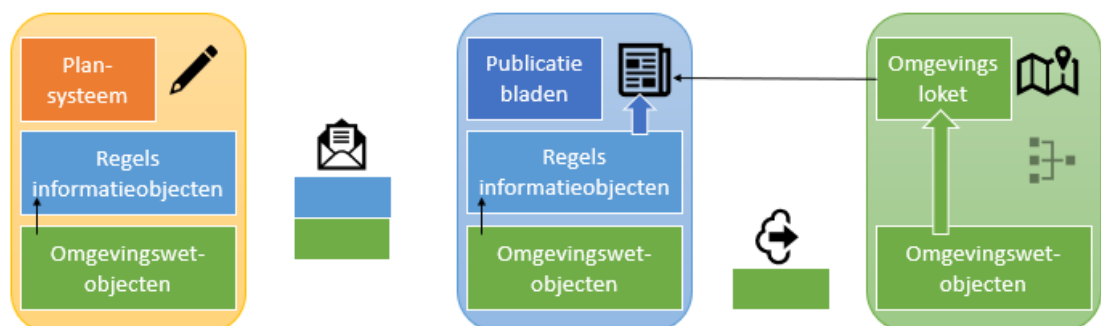 Plan-
systeem
Regels
informatieobjecten
Omgevingswet-
objecten
Publicatie
bladen
Regels
informatieobjecten
Omgevingswet-
objecten
Omgevings
loket
Omgevingswet-
objecten